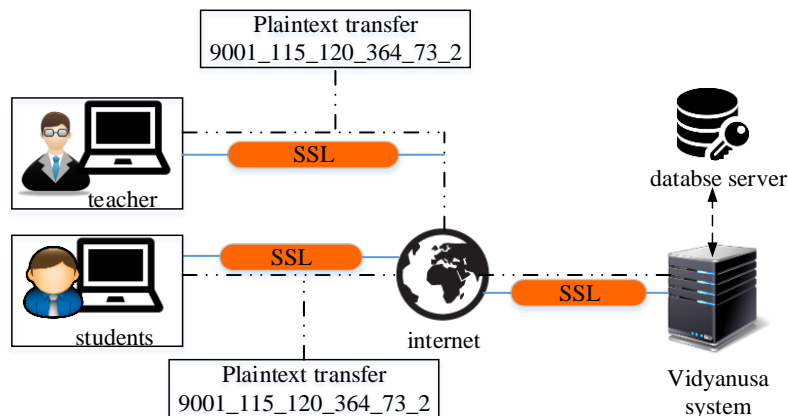 Plaintext transfer
9001_115_120_364_73_2
SSL
teacher
databse server
SSL
students
internet
SSL
Plaintext transfer
9001_115_120_364_73_2
Vidyanusa
system